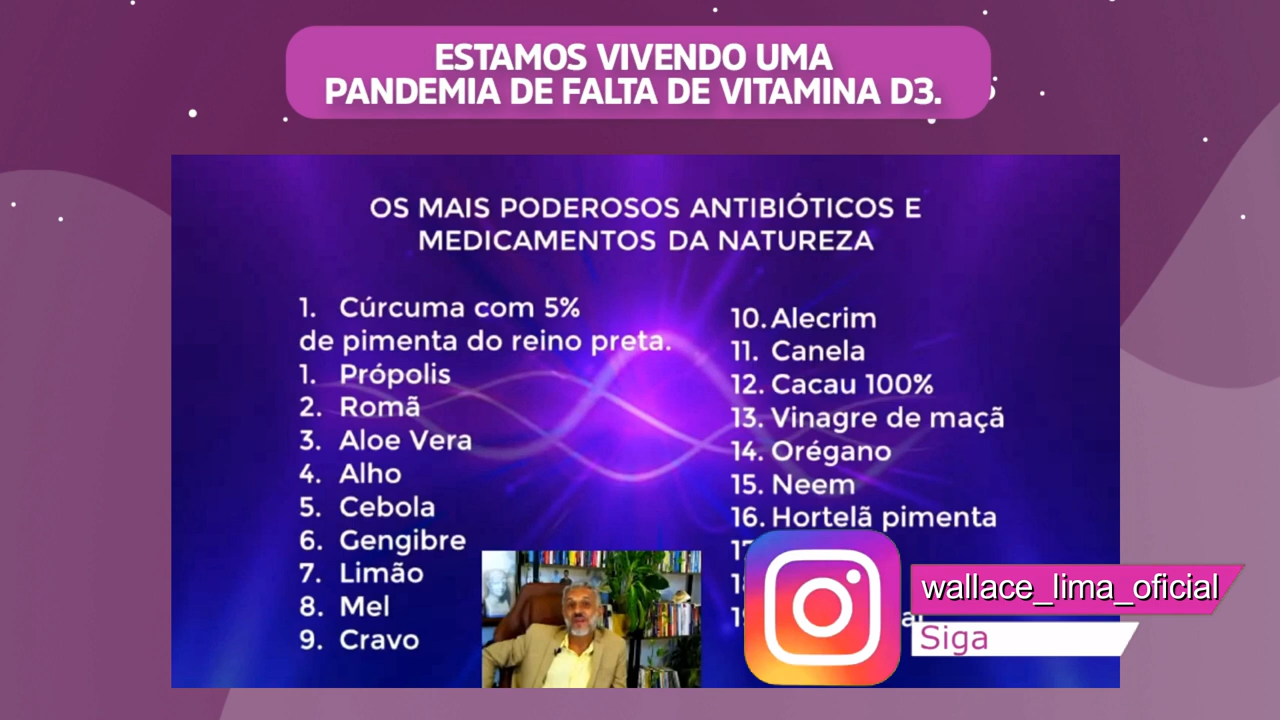 ESTAMOS VIVENDO UMA
PANDEMIA DE FALTA DE VITAMINA D3.
OS MAIS PODEROSOS ANTIBIÓTICOS E
MEDICAMENTOS DA NATUREZA
1. Cúrcuma com 5%
de pimenta do reino preta.
1. Própolis
2. Romã
3. Aloe Vera
4. Alho
5. Cebola
6. Gengibre
7. Limão
8. Mel
9. Cravo
10. Alecrim
11. Canela
12. Cacau 100%
13. Vinagre de maçã
14. Orégano
15. Neem
16. Hortelã pimenta
wallace_lima_oficial
Siga